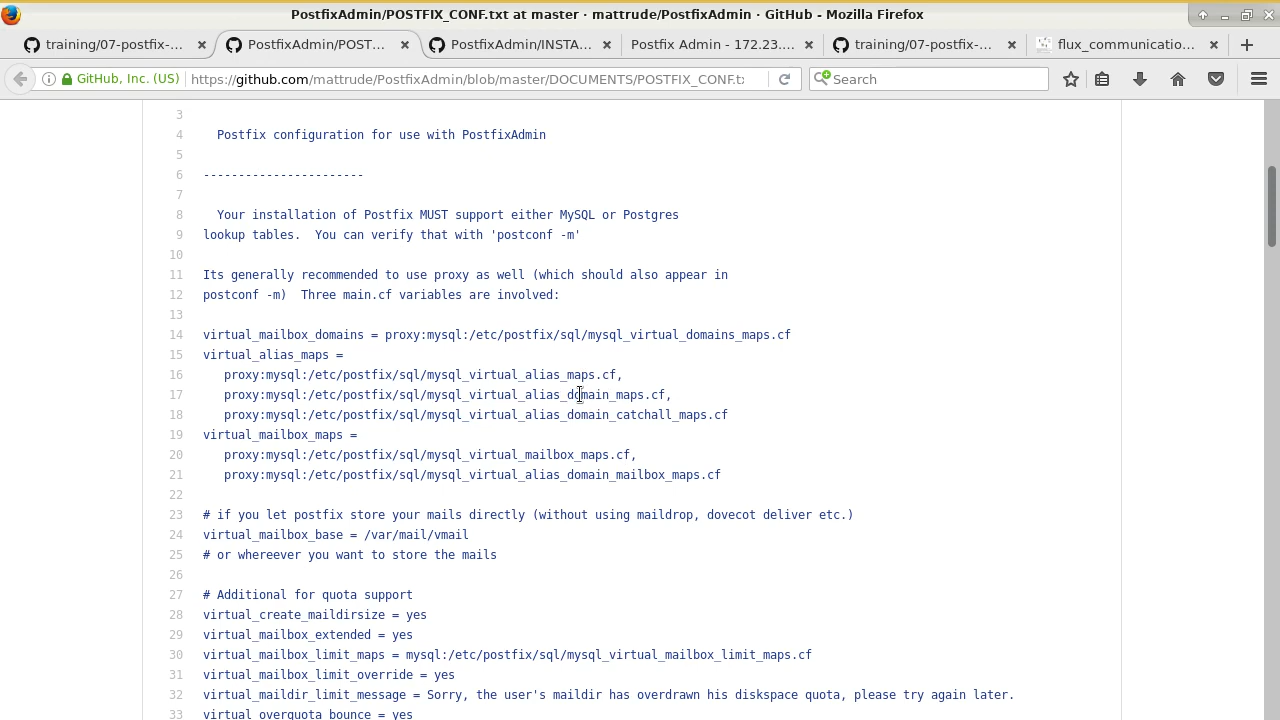 PostfixAdmin/POSTFIX_CONF.txt at master · mattrude/PostfixAdmin · GitHub - Mozilla Firefox
training/07-postfix-...
PostfixAdmin/POST...
PostfixAdmin/INSTA...
Postfix Admin - 172.23....
training/07-postfix-...
flux_communicatio...
GitHub, Inc. (US)
https://github.com/mattrude/PostfixAdmin/blob/master/DOCUMENTS/POSTFIX_CONF.t
Search
3
4 Postfix configuration for use with PostfixAdmin
5
6 -----------------------
7
8 Your installation of Postfix MUST support either MySQL or Postgres
9 lookup tables.  You can verify that with 'postconf -m'
10
11 Its generally recommended to use proxy as well (which should also appear in
12 postconf -m)  Three main.cf variables are involved:
13
14 virtual_mailbox_domains = proxy:mysql:/etc/postfix/sql/mysql_virtual_domains_maps.cf
15 virtual_alias_maps =
16 proxy:mysql:/etc/postfix/sql/mysql_virtual_alias_maps.cf,
17 proxy:mysql:/etc/postfix/sql/mysql_virtual_alias_domain_maps.cf,
18 proxy:mysql:/etc/postfix/sql/mysql_virtual_alias_domain_catchall_maps.cf
19 virtual_mailbox_maps =
20 proxy:mysql:/etc/postfix/sql/mysql_virtual_mailbox_maps.cf,
21 proxy:mysql:/etc/postfix/sql/mysql_virtual_alias_domain_mailbox_maps.cf
22
23 # if you let postfix store your mails directly (without using maildrop, dovecot deliver etc.)
24 virtual_mailbox_base = /var/mail/vmail
25 # or whereever you want to store the mails
26
27 # Additional for quota support
28 virtual_create_maildirsize = yes
29 virtual_mailbox_extended = yes
30 virtual_mailbox_limit_maps = mysql:/etc/postfix/sql/mysql_virtual_mailbox_limit_maps.cf
31 virtual_mailbox_limit_override = yes
32 virtual_maildir_limit_message = Sorry, the user's maildir has overdrawn his diskspace quota, please try again later.
33 virtual_overquota_bounce = yes